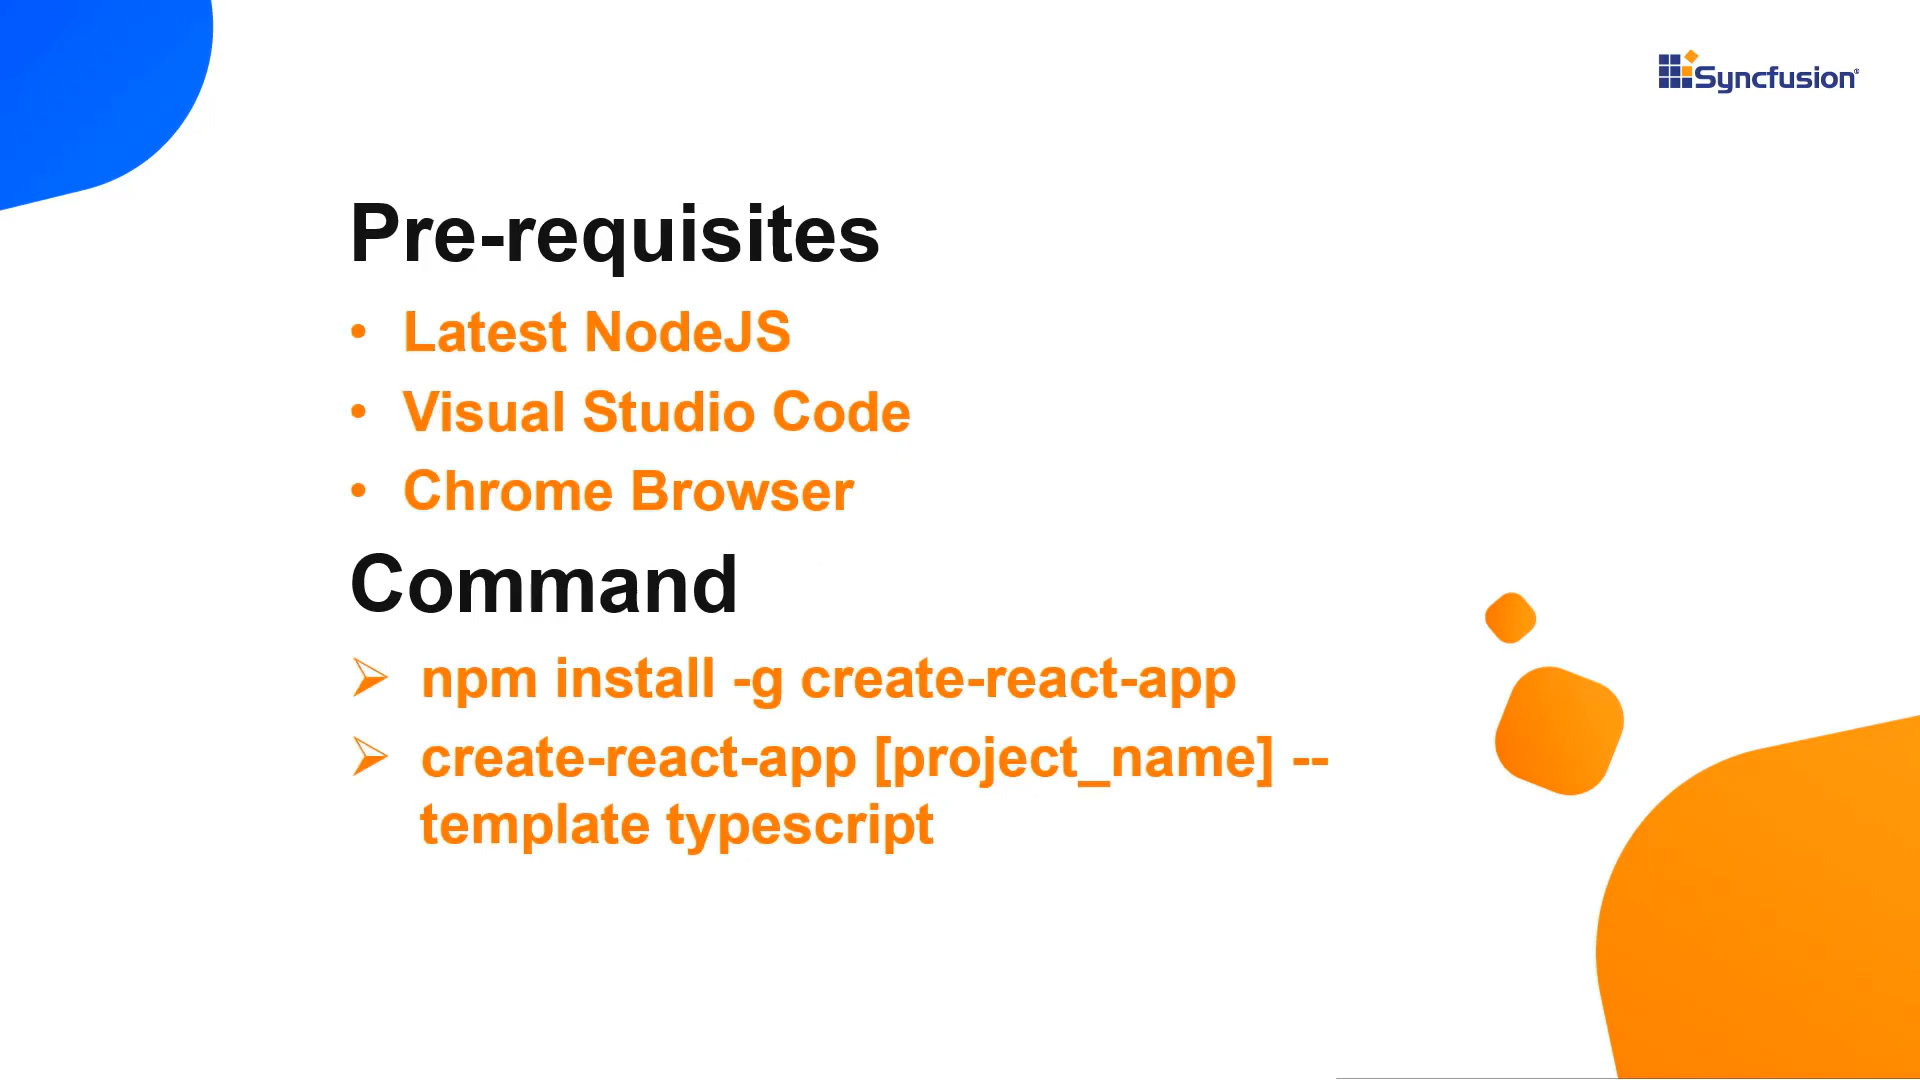 Syncfusion®
Pre-requisites
• Latest NodeJS
• Visual Studio Code
• Chrome Browser
Command
➢ npm install -g create-react-app
➢ create-react-app [project_name] --
template typescript